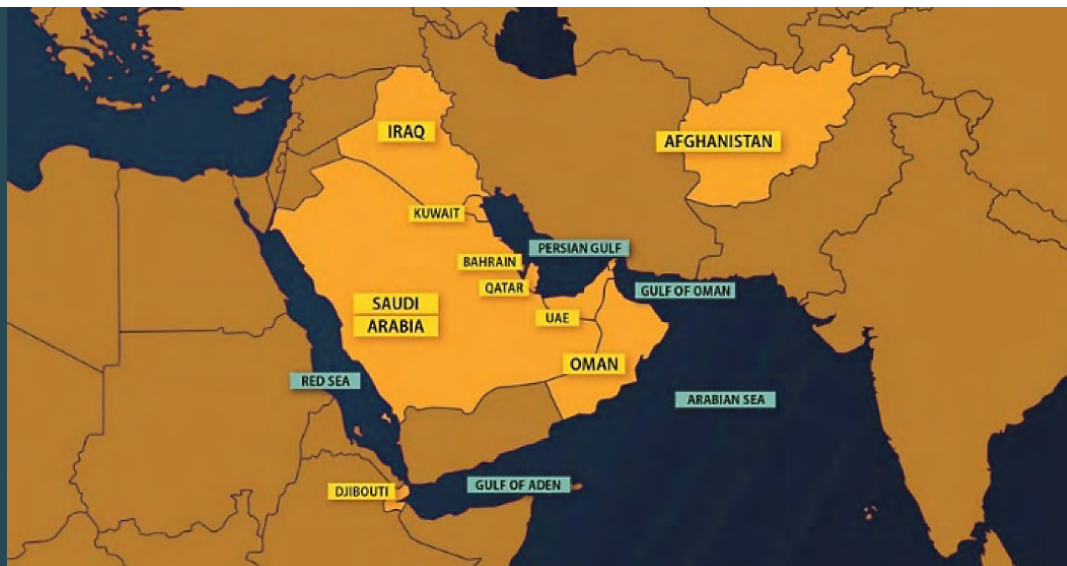 IRAQ
AFGHANISTAN
KUWAIT
PERSIAN GULF
BAHRAIN
QATAR
GULF OF OMAN
SAUDI
ARABIA
UAE
OMAN
RED SEA
ARABIAN SEA
GULF OF ADEN
DJIBOUTI